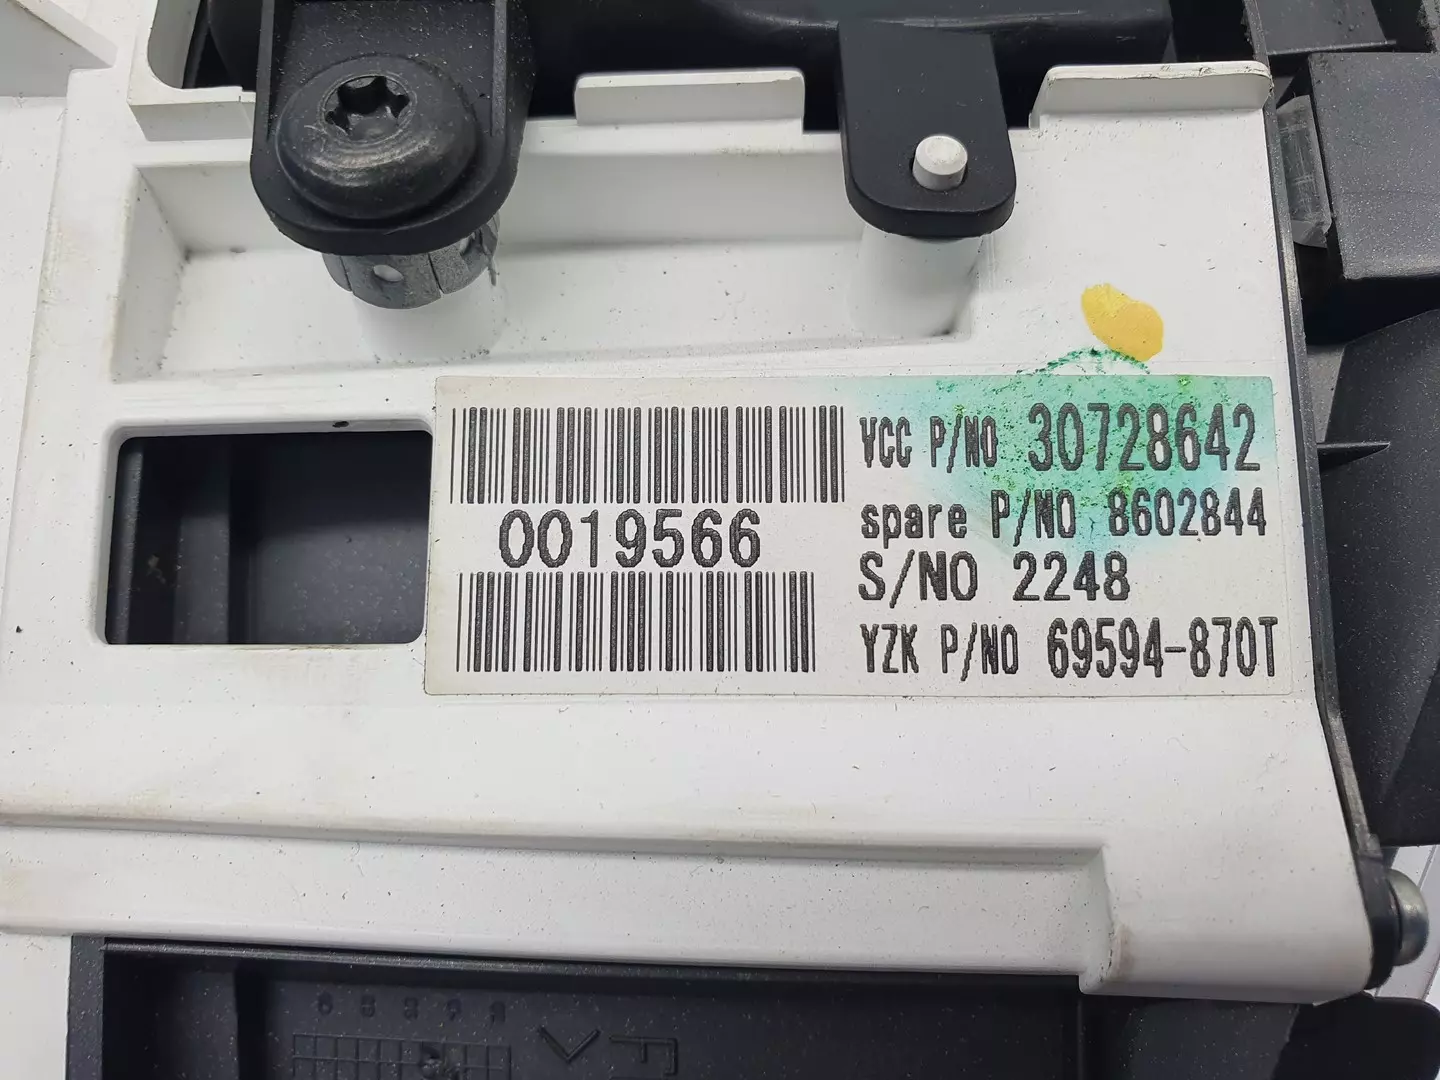 VCC P/NO 30728642
0019566
spare P/NO 8602844
S/NO 2248
YZK P/NO 69594-870T